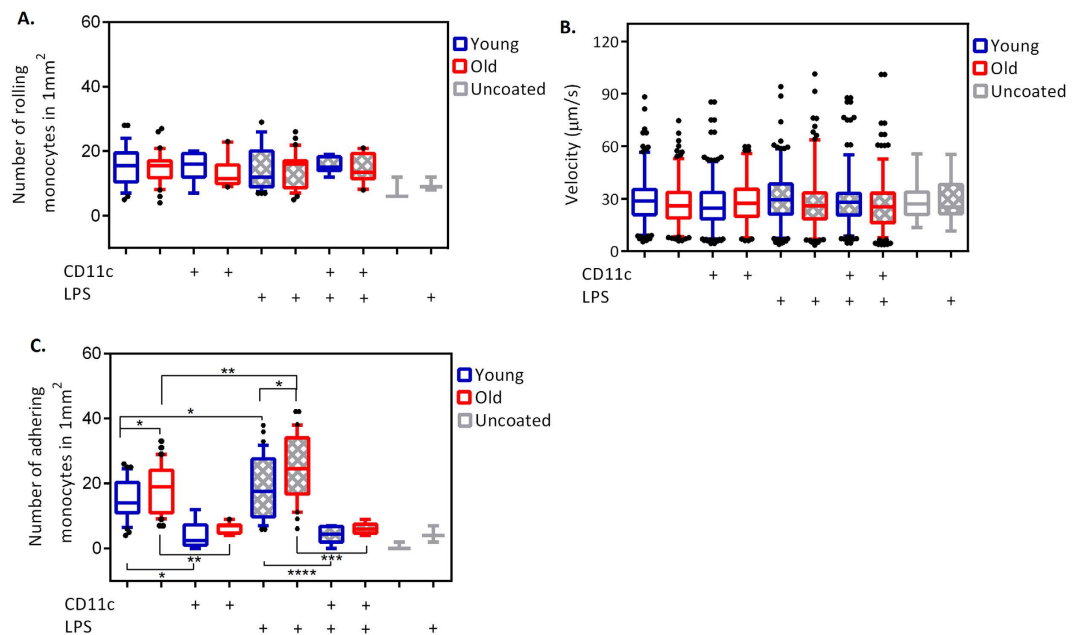 A.
Number of rolling
monocytes in 1mm²
60
40
20
0
Young
Old
Uncoated
CD11c + + + +
LPS + + + + +
B.
Velocity (μm/s)
120
90
60
30
0
Young
Old
Uncoated
CD11c + + + +
LPS + + + + +
C.
Number of adhering
monocytes in 1mm²
60
40
20
0
**
*
*
*
**
*
***
****
Young
Old
Uncoated
CD11c + + + +
LPS + + + + +